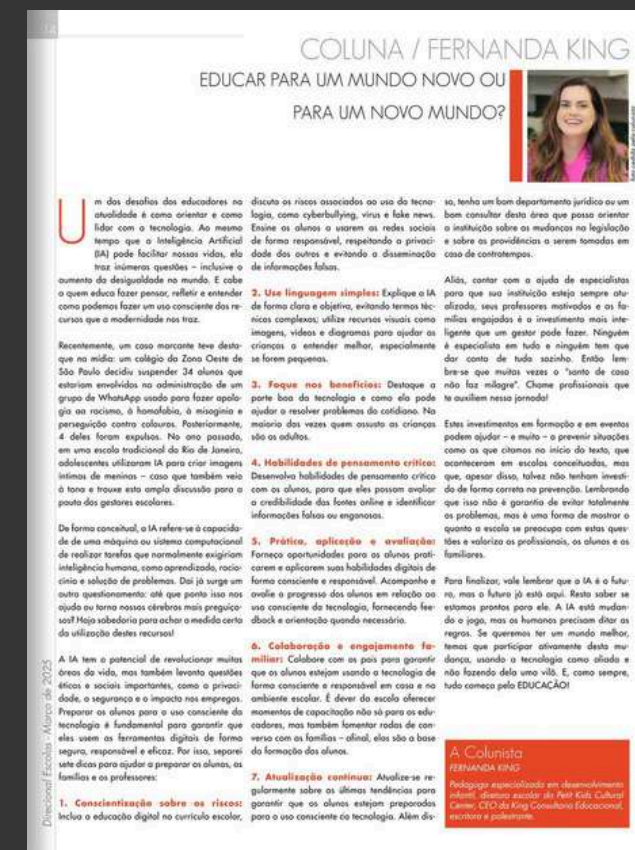 14
COLUNA / FERNANDA KING
EDUCAR PARA UM MUNDO NOVO OU
PARA UM NOVO MUNDO?
Um dos desafios dos educadores na
atualidade é como orientar e como
lidar com a tecnologia. Ao mesmo
tempo que a Inteligência Artificial
(IA) pode facilitar nossas vidas, ela
traz inúmeras questões – inclusive o
aumento da desigualdade no mundo. E cabe
a quem educa fazer pensar, refletir e entender
como podemos fazer um uso consciente dos re-
cursos que a modernidade nos traz.
Recentemente, um caso marcante teve desta-
que na mídia: um colégio da Zona Oeste de
São Paulo decidiu suspender 34 alunos que
estariam envolvidos na administração de um
grupo de WhatsApp usado para fazer apolo-
gia ao racismo, à homofobia, à misoginia e
perseguição contra calouros. Posteriormente,
4 deles foram expulsos. No ano passado,
em uma escola tradicional do Rio de Janeiro,
adolescentes utilizaram IA para criar imagens
íntimas de meninas – caso que também veio
à tona e trouxe esta ampla discussão para a
pauta dos gestores escolares.
De forma conceitual, a IA refere-se à capacida-
de de uma máquina ou sistema computacional
de realizar tarefas que normalmente exigiriam
inteligência humana, como aprendizado, racio-
cínio e solução de problemas. Daí já surge um
outro questionamento: até que ponto isso nos
ajuda ou torna nossos cérebros mais preguiço-
sos? Haja sabedoria para achar a medida certa
da utilização destes recursos!
A IA tem o potencial de revolucionar muitas
áreas da vida, mas também levanta questões
éticas e sociais importantes, como a privaci-
dade, a segurança e o impacto nos empregos.
Preparar os alunos para o uso consciente da
tecnologia é fundamental para garantir que
eles usem as ferramentas digitais de forma
segura, responsável e eficaz. Por isso, separei
sete dicas para ajudar a preparar os alunos, as
famílias e os professores:
1. Conscientização sobre os riscos:
Inclua a educação digital no currículo escolar,
discuta os riscos associados ao uso da tecno-
logia, como cyberbullying, vírus e fake news.
Ensine os alunos a usarem as redes sociais
de forma responsável, respeitando a privaci-
dade dos outros e evitando a disseminação
de informações falsas.
2. Use linguagem simples: Explique a IA
de forma clara e objetiva, evitando termos téc-
nicos complexos; utilize recursos visuais como
imagens, vídeos e diagramas para ajudar as
crianças a entender melhor, especialmente
se forem pequenas.
3. Foque nos benefícios: Destaque a
parte boa da tecnologia e como ela pode
ajudar a resolver problemas do cotidiano. Na
maioria das vezes quem assusta as crianças
são os adultos.
4. Habilidades de pensamento crítico:
Desenvolva habilidades de pensamento crítico
com os alunos, para que eles possam avaliar
a credibilidade das fontes online e identificar
informações falsas ou enganosas.
5. Prática, aplicação e avaliação:
Forneça oportunidades para os alunos prati-
carem e aplicarem suas habilidades digitais de
forma consciente e responsável. Acompanhe e
avalie o progresso dos alunos em relação ao
uso consciente da tecnologia, fornecendo fee-
dback e orientação quando necessário.
6. Colaboração e engajamento fa-
miliar: Colabore com os pais para garantir
que os alunos estejam usando a tecnologia de
forma consciente e responsável em casa e no
ambiente escolar. É dever da escola oferecer
momentos de capacitação não só para os edu-
cadores, mas também fomentar rodas de con-
versa com as famílias – afinal, elas são a base
da formação dos alunos.
7. Atualização contínua: Atualize-se re-
gularmente sobre as últimas tendências para
garantir que os alunos estejam preparados
para o uso consciente da tecnologia. Além dis-
so, tenha um bom departamento jurídico ou um
bom consultor desta área que possa orientar
a instituição sobre as mudanças na legislação
e sobre as providências a serem tomadas em
caso de contratempos.
Aliás, contar com a ajuda de especialistas
para que sua instituição esteja sempre atu-
alizada, seus professores motivados e as fa-
mílias engajadas é o investimento mais inte-
ligente que um gestor pode fazer. Ninguém
é especialista em tudo e ninguém tem que
dar conta de tudo sozinho. Então lem-
bre-se que muitas vezes o "santo de casa
não faz milagre". Chame profissionais que
te auxiliem nessa jornada!
Estes investimentos em formação e em eventos
podem ajudar – e muito – a prevenir situações
como as que citamos no início do texto, que
aconteceram em escolas conceituadas, mas
que, apesar disso, talvez não tenham investi-
do de forma correta na prevenção. Lembrando
que isso não é garantia de evitar totalmente
os problemas, mas é uma forma de mostrar o
quanto a escola se preocupa com estas ques-
tões e valoriza os profissionais, os alunos e os
familiares.
Para finalizar, vale lembrar que a IA é o futu-
ro, mas o futuro já está aqui. Resta saber se
estamos prontos para ele. A IA está mudan-
do o jogo, mas os humanos precisam ditar as
regras. Se queremos ter um mundo melhor,
temos que participar ativamente desta mu-
dança, usando a tecnologia como aliada e
não fazendo dela uma vilã. E, como sempre,
tudo começa pela EDUCAÇÃO!
A Colunista
FERNANDA KING
Pedagoga especializada em desenvolvimento
infantil, diretora escolar do Petit Kids Cultural
Center, CEO da King Consultoria Educacional,
escritora e palestrante.
Direcional Escolas - Março de 2025